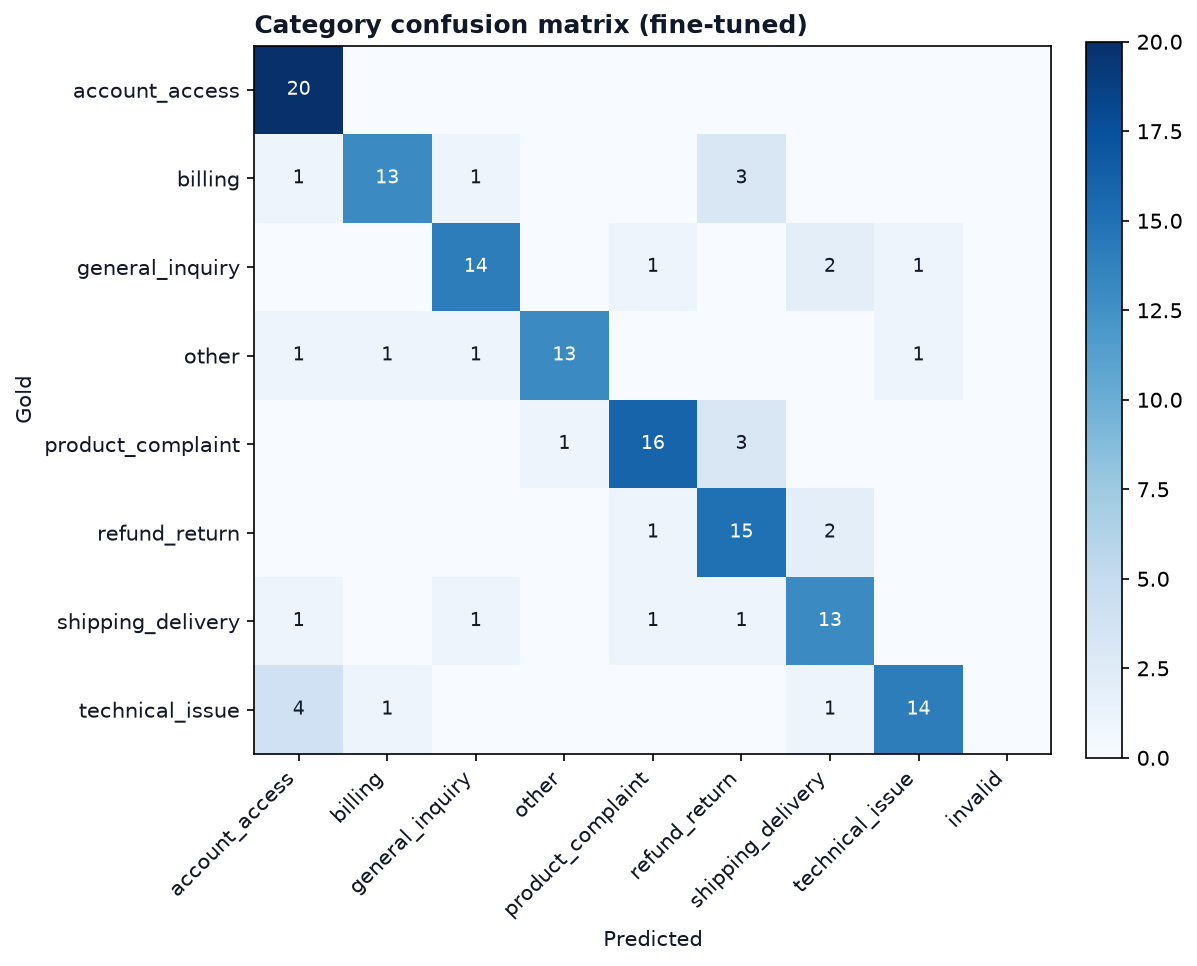 Category confusion matrix (fine-tuned)
account_access 20
billing 1 13 1 3
general_inquiry 14 1 2 1
other 1 1 1 13 1
product_complaint 1 16 3
refund_return 1 15 2
shipping_delivery 1 1 1 1 13
technical_issue 4 1 1 14
Gold
account_access
billing
general_inquiry
other
product_complaint
refund_return
shipping_delivery
technical_issue
invalid
Predicted
20.0
17.5
15.0
12.5
10.0
7.5
5.0
2.5
0.0